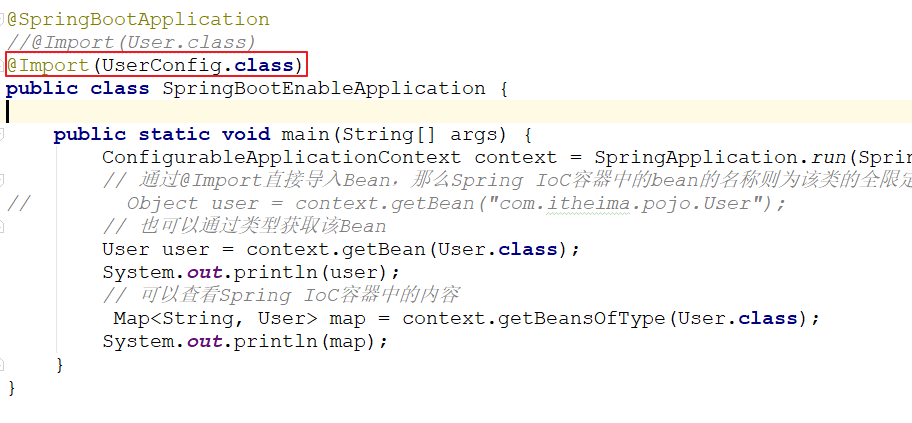 @SpringBootApplication
//@Import(User.class)
@Import(UserConfig.class)
public class SpringBootEnableApplication {
public static void main(String[] args) {
ConfigurableApplicationContext context = SpringApplication.run(Sprin
// 通过@Import直接导入Bean，那么Spring IoC容器中的bean的名称则为该类的全限定
// Object user = context.getBean("com.itheima.pojo.User");
// 也可以通过类型获取该Bean
User user = context.getBean(User.class);
System.out.println(user);
// 可以查看Spring IoC容器中的内容
Map<String, User> map = context.getBeansOfType(User.class);
System.out.println(map);
}
}